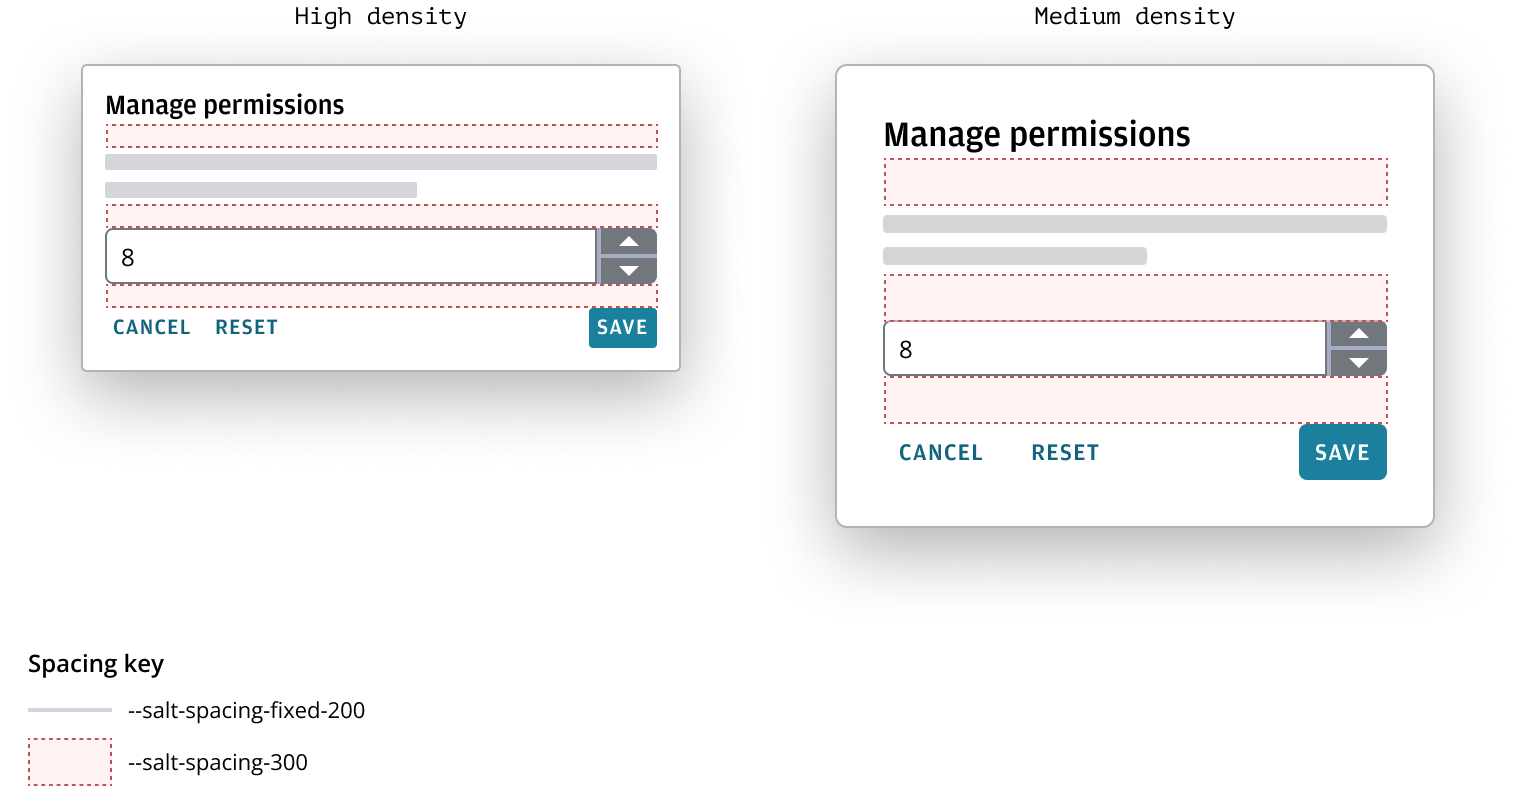 High density
Manage permissions
8
CANCEL RESET SAVE
Medium density
Manage permissions
8
CANCEL RESET SAVE
Spacing key
--salt-spacing-fixed-200
--salt-spacing-300